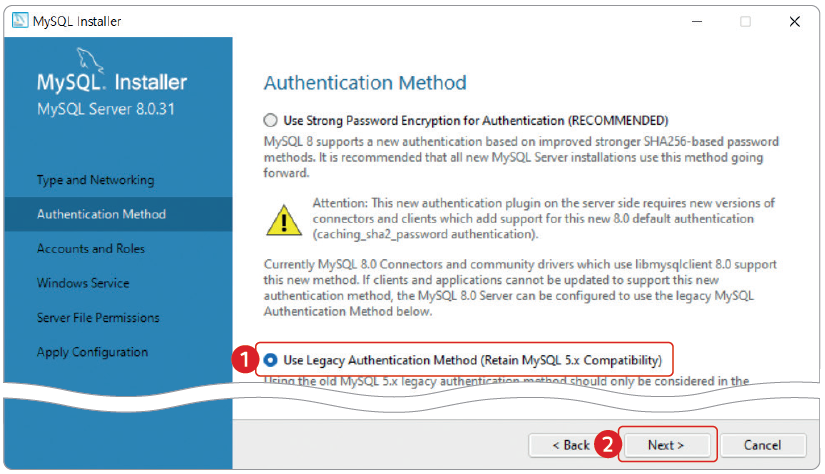 MySQL Installer
MySQL. Installer
MySQL Server 8.0.31
Type and Networking
Authentication Method
Accounts and Roles
Windows Service
Server File Permissions
Apply Configuration
Authentication Method
Use Strong Password Encryption for Authentication (RECOMMENDED)
MySQL 8 supports a new authentication based on improved stronger SHA256-based password
methods. It is recommended that all new MySQL Server installations use this method going
forward.
Attention: This new authentication plugin on the server side requires new versions of
connectors and clients which add support for this new 8.0 default authentication
(caching_sha2_password authentication).
Currently MySQL 8.0 Connectors and community drivers which use libmysqlclient 8.0 support
this new method. If clients and applications cannot be updated to support this new
authentication method, the MySQL 8.0 Server can be configured to use the legacy MySQL
Authentication Method below.
1 Use Legacy Authentication Method (Retain MySQL 5.x Compatibility)
Using the old MySQL 5.x legacy authentication method should only be considered in the
< Back 2 Next > Cancel